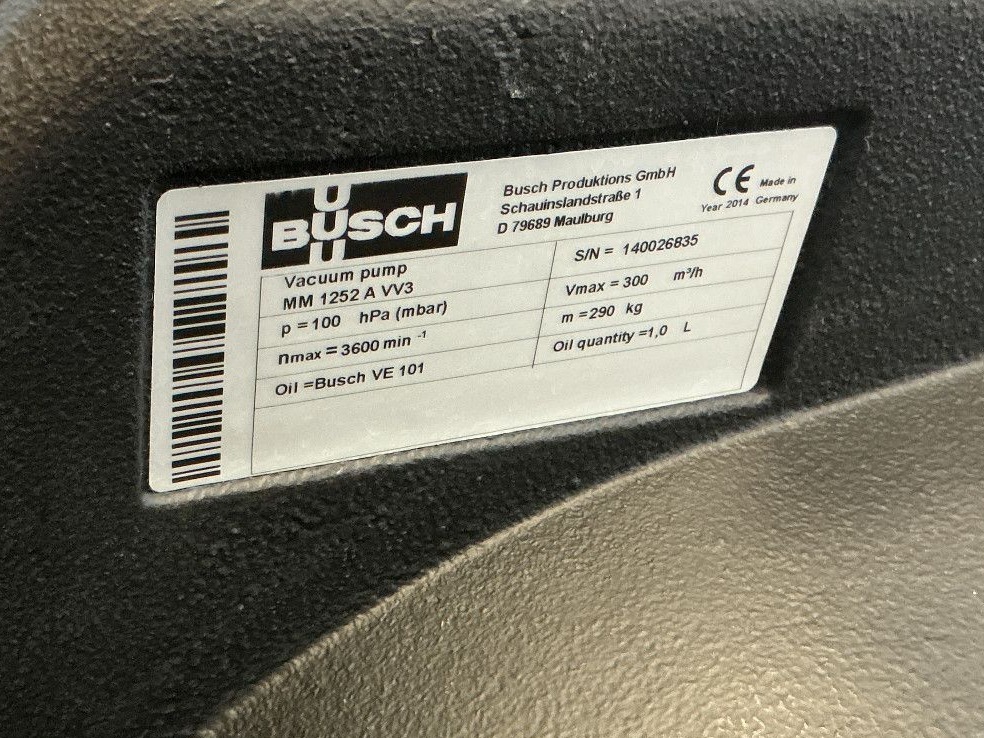 BUSCH
Busch Produktions GmbH
Schauinslandstraße 1
D 79689 Maulburg
CE Made in
Year 2014 Germany
Vacuum pump
MM 1252 A VV3
S/N = 140026835
p =100 hPa (mbar)
Vmax = 300 m³/h
nmax = 3600 min -1
m =290 kg
Oil =Busch VE 101
Oil quantity =1,0 L